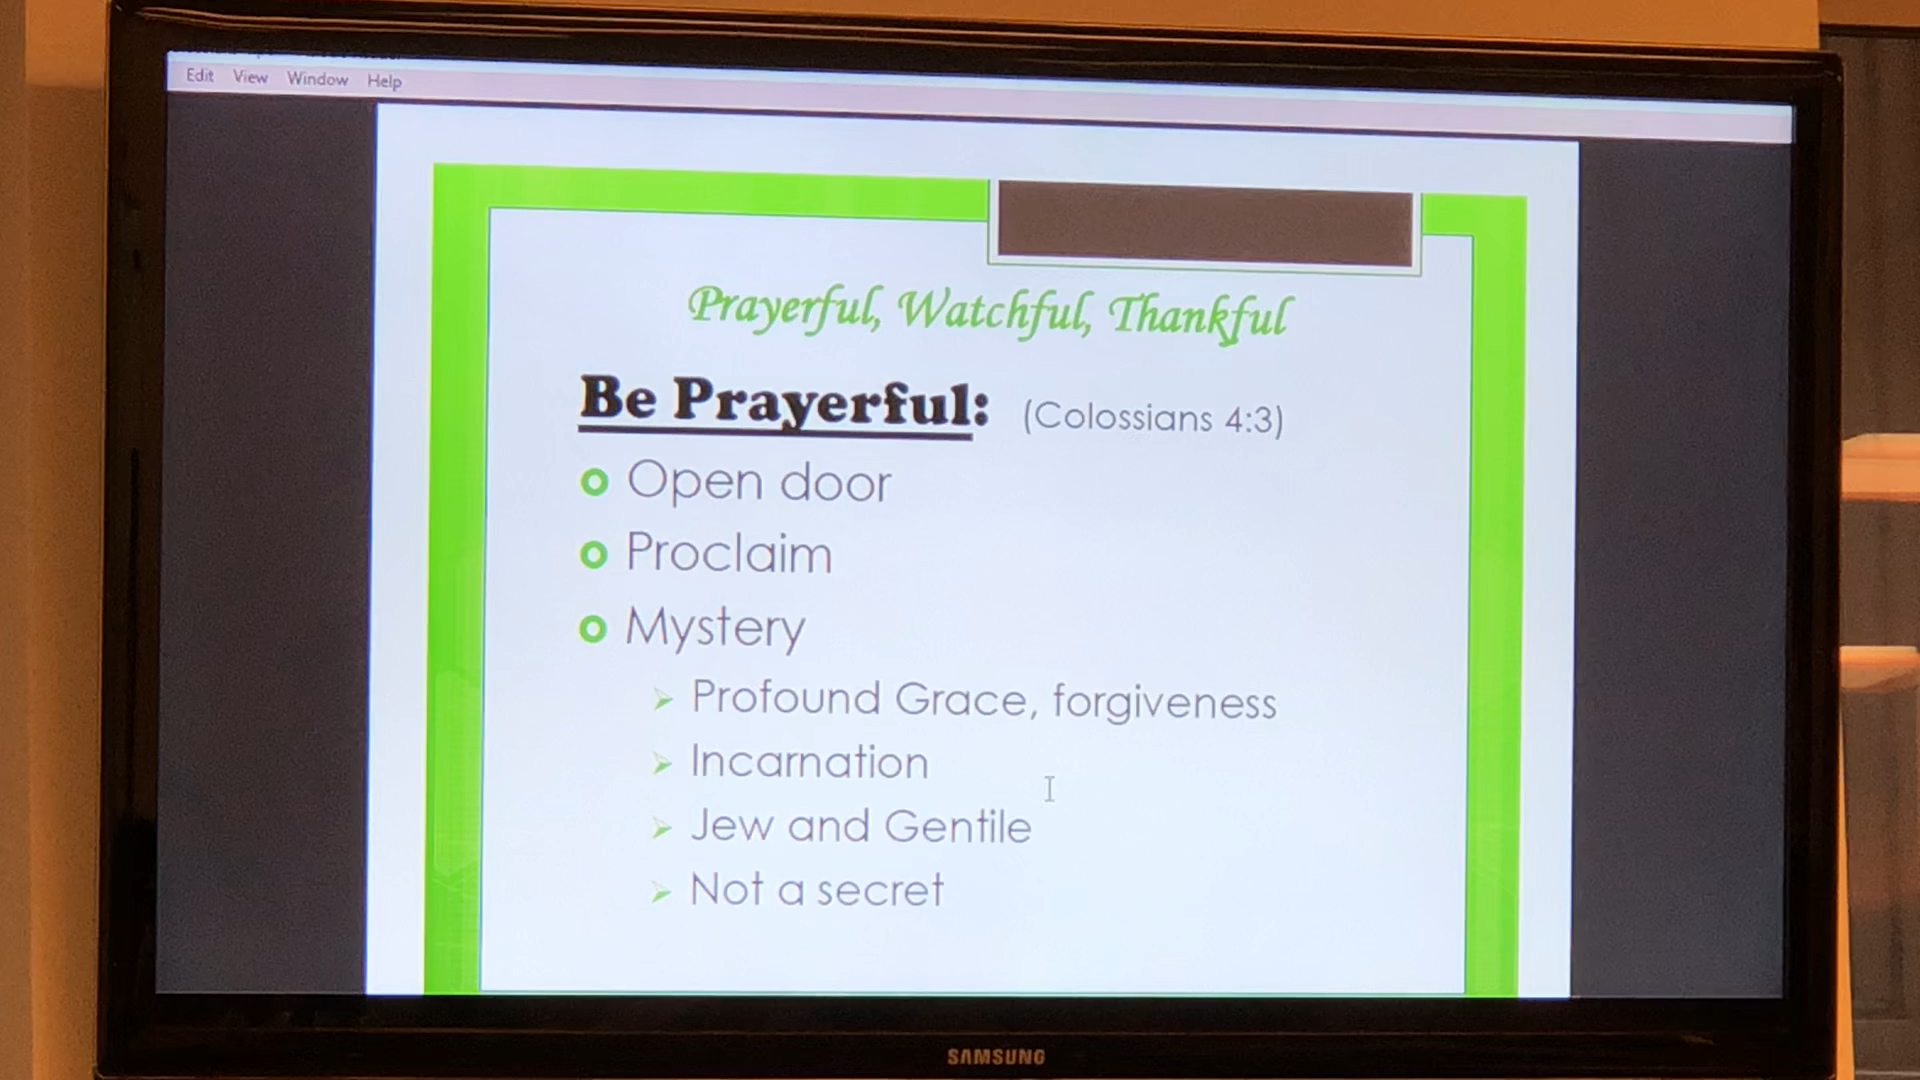 Edit View Window Help
Prayerful, Watchful, Thankful
Be Prayerful: (Colossians 4:3)
Open door
Proclaim
Mystery
Profound Grace, forgiveness
Incarnation
Jew and Gentile
Not a secret
SAMSUNG